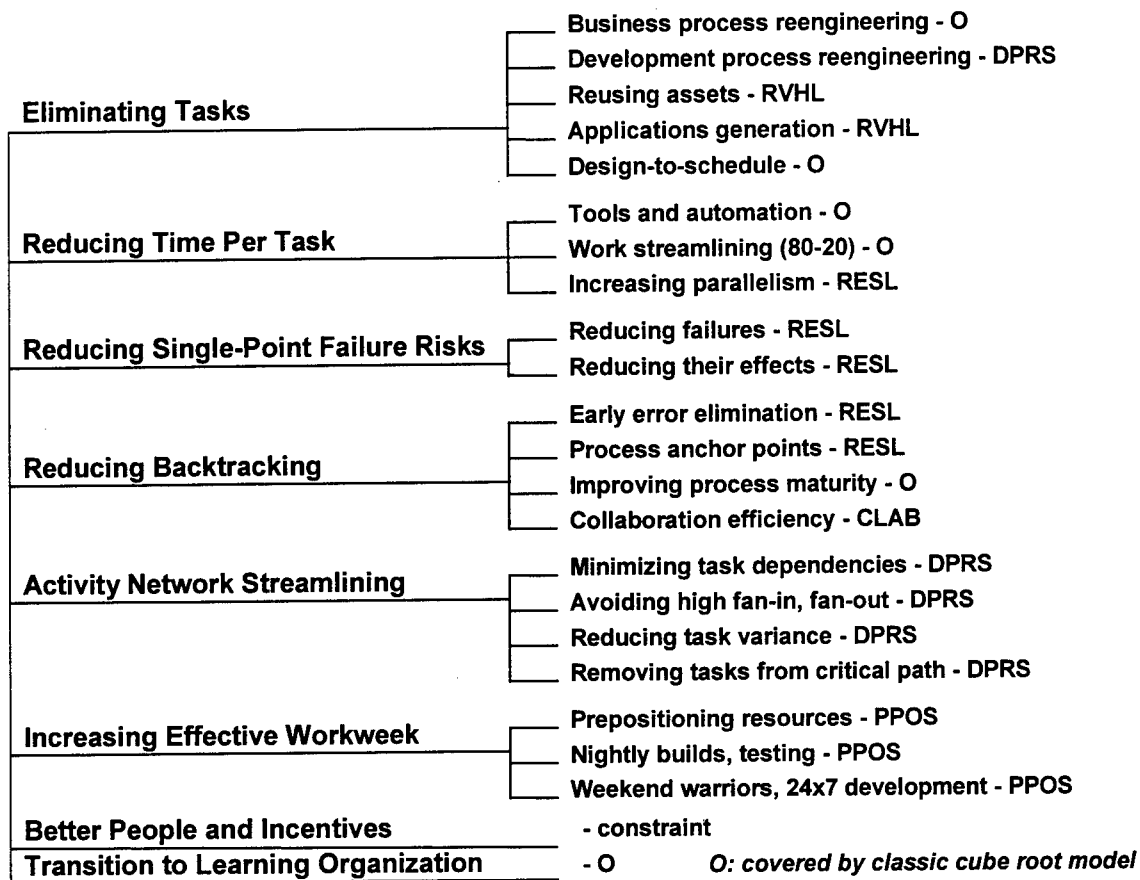 Business process reengineering - O
Development process reengineering - DPRS
Eliminating Tasks
Reusing assets - RVHL
Applications generation - RVHL
Design-to-schedule - O
Tools and automation - O
Reducing Time Per Task
Work streamlining (80-20) - O
Increasing parallelism - RESL
Reducing Single-Point Failure Risks
Reducing failures - RESL
Reducing their effects - RESL
Early error elimination - RESL
Reducing Backtracking
Process anchor points - RESL
Improving process maturity - O
Collaboration efficiency - CLAB
Activity Network Streamlining
Minimizing task dependencies - DPRS
Avoiding high fan-in, fan-out - DPRS
Reducing task variance - DPRS
Removing tasks from critical path - DPRS
Increasing Effective Workweek
Prepositioning resources - PPOS
Nightly builds, testing - PPOS
Weekend warriors, 24x7 development - PPOS
Better People and Incentives - constraint
Transition to Learning Organization - O O: covered by classic cube root model